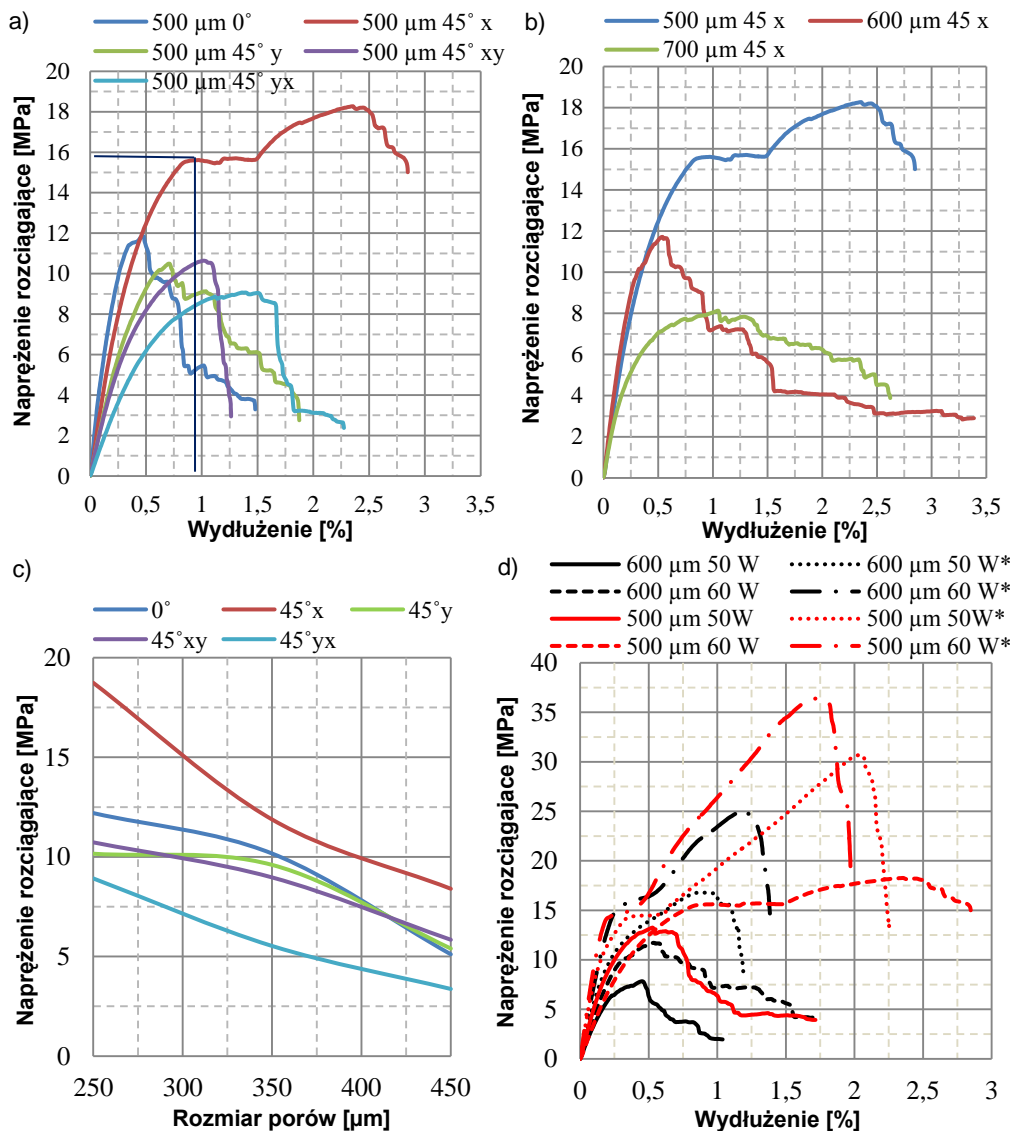 a)
500 µm 0˚ 500 µm 45˚ x
500 µm 45˚ y 500 µm 45˚ xy
500 µm 45˚ yx
Naprężenie rozciągające [MPa]
20
18
16
14
12
10
8
6
4
2
0
0 0,5 1 1,5 2 2,5 3 3,5
Wydłużenie [%]
b)
500 µm 45 x 600 µm 45 x
700 µm 45 x
Naprężenie rozciągające [MPa]
20
18
16
14
12
10
8
6
4
2
0
0 0,5 1 1,5 2 2,5 3 3,5
Wydłużenie [%]
c)
0˚ 45˚x 45˚y
45˚xy 45˚yx
Naprężenie rozciągające [MPa]
20
15
10
5
0
250 300 350 400 450
Rozmiar porów [µm]
d)
600 µm 50 W 600 µm 50 W*
600 µm 60 W 600 µm 60 W*
500 µm 50W 500 µm 50W*
500 µm 60 W 500 µm 60 W*
Naprężenie rozciągające [MPa]
40
35
30
25
20
15
10
5
0
0 0,5 1 1,5 2 2,5 3
Wydłużenie [%]